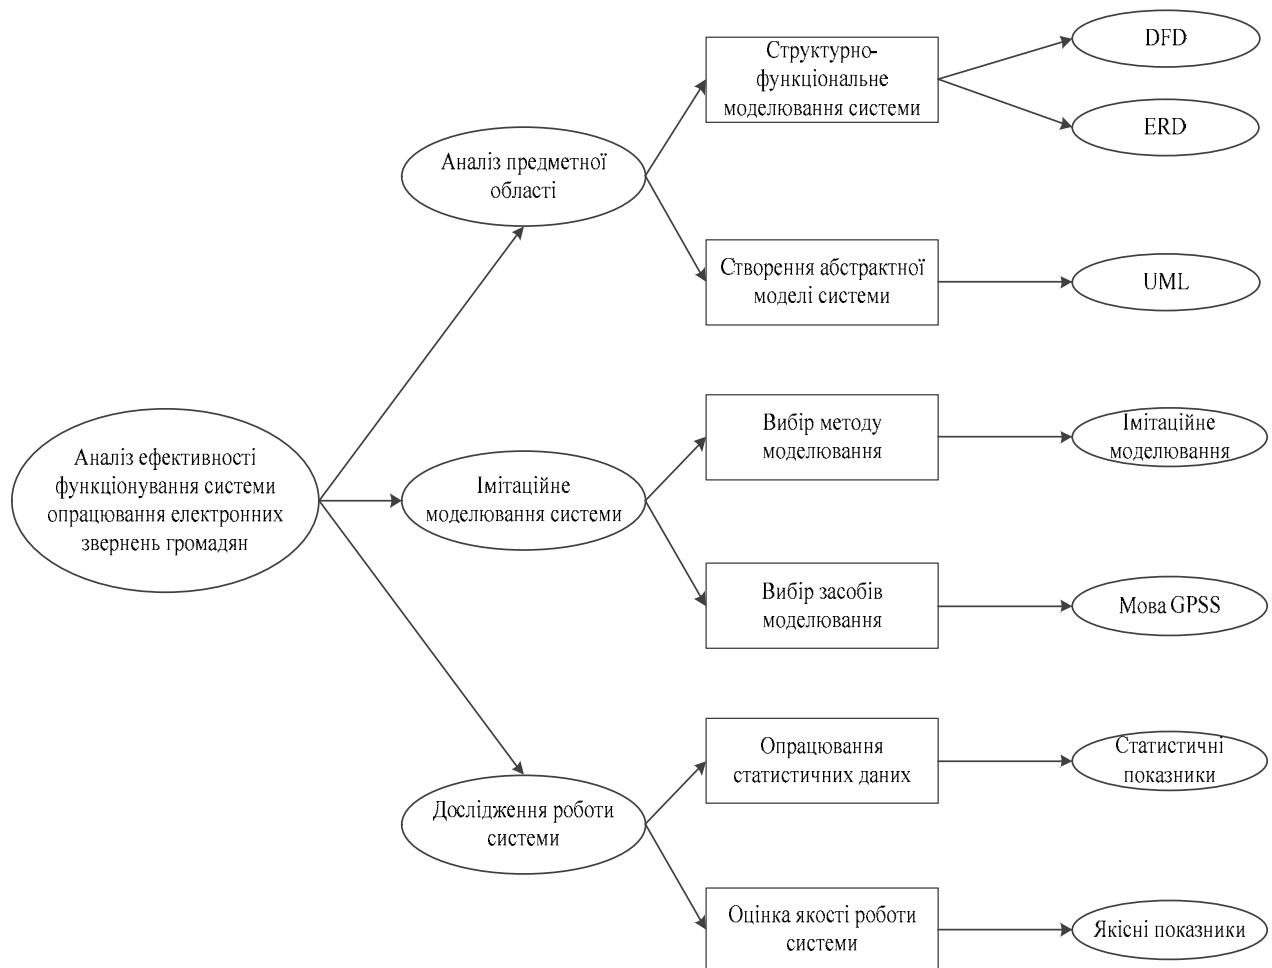 Структурно-
функціональне
моделювання системи
DFD
ERD
Аналіз предметної
області
Створення абстрактної
моделі системи
UML
Аналіз ефективності
функціонування системи
опрацювання електронних
звернень громадян
Імітаційне
моделювання системи
Вибір методу
моделювання
Імітаційне
моделювання
Вибір засобів
моделювання
Мова GPSS
Дослідження роботи
системи
Опрацювання
статистичних даних
Статистичні
показники
Оцінка якості роботи
системи
Якісні показники